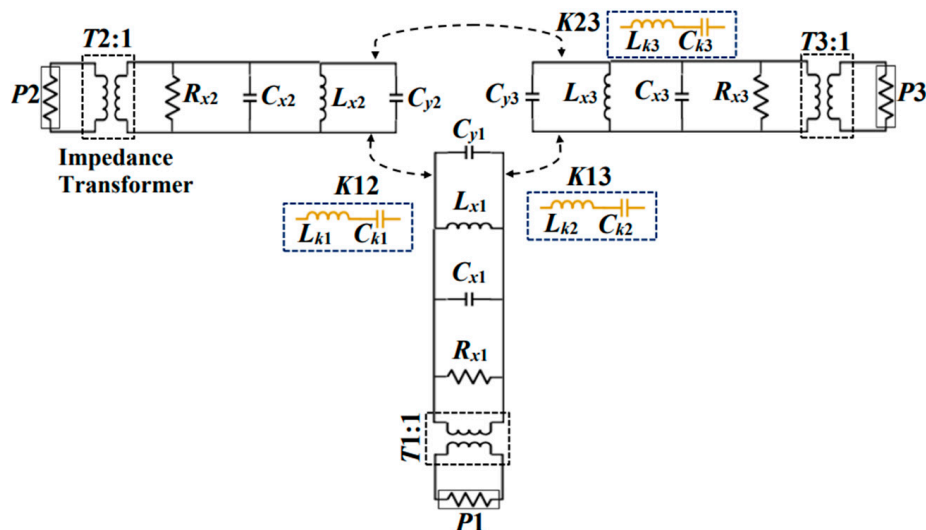 K23
Lk3 Ck3
T2:1
T3:1
P2
Rx2
Cx2
Lx2
Cy2
Cy3
Lx3
Cx3
Rx3
P3
Impedance
Transformer
Cy1
K12
Lk1 Ck1
K13
Lk2 Ck2
Lx1
Cx1
Rx1
T1:1
P1